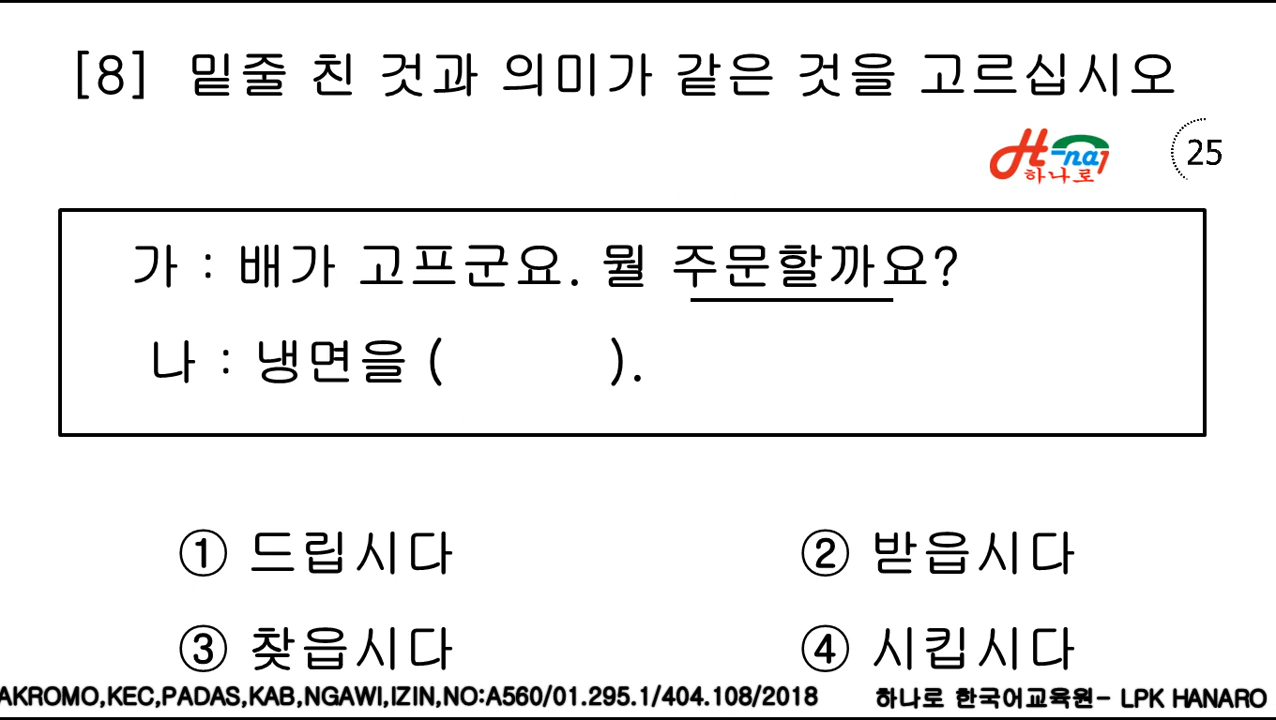 [8] 밑줄 친 것과 의미가 같은 것을 고르십시오
H-na로
하나로
25
가 : 배가 고프군요. 뭘 주문할까요?
나 : 냉면을 (          ).
① 드립시다
② 받읍시다
③ 찾읍시다
④ 시킵시다
AKROMO,KEC,PADAS,KAB,NGAWI,IZIN,NO:A560/01.295.1/404.108/2018 하나로 한국어교육원- LPK HANARO